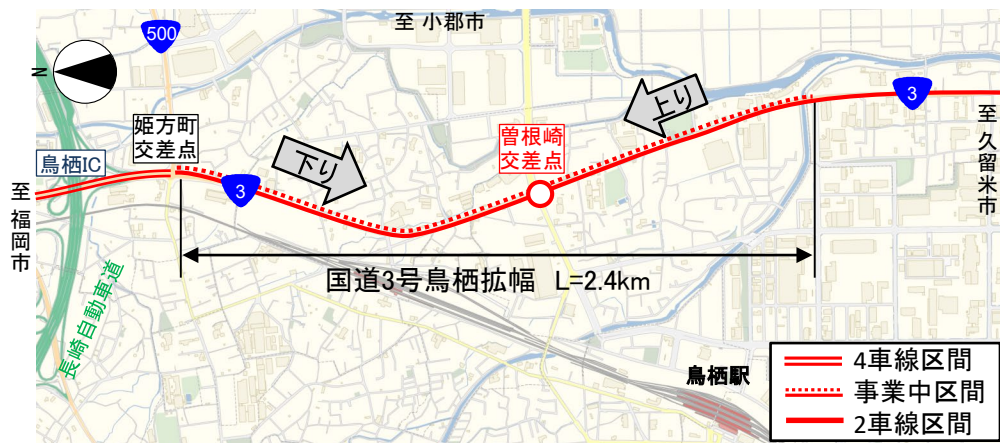 500
至 小郡市
N
上り
3
姫方町
交差点
曽根崎
交差点
至 久留米市
鳥栖IC
下り
3
至 福岡市
国道3号鳥栖拡幅 L=2.4km
長崎自動車道
鳥栖駅
4車線区間
事業中区間
2車線区間